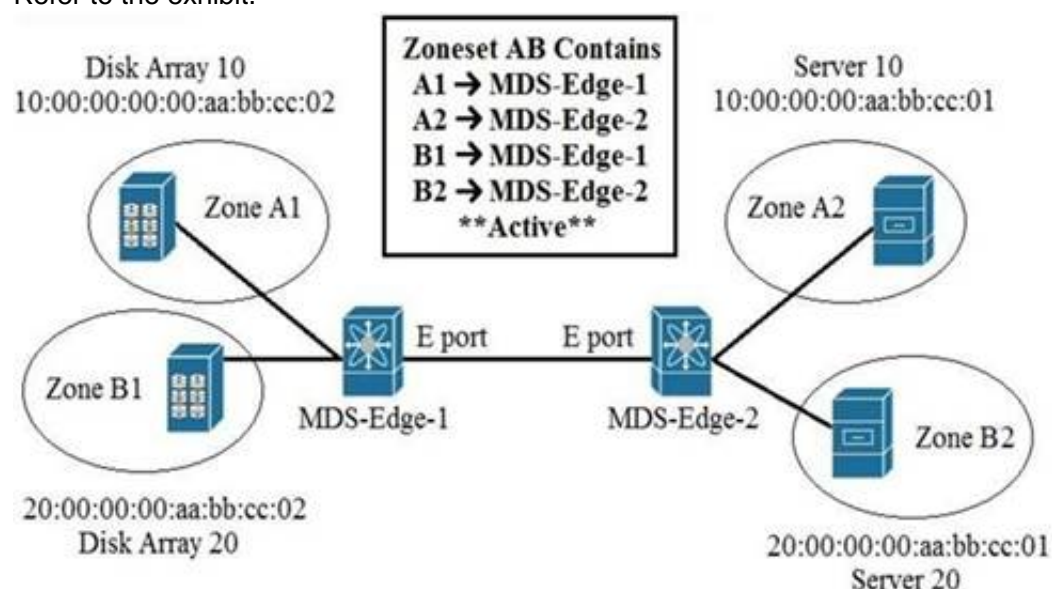 Refer to the exhibit.
Zoneset AB Contains
A1 → MDS-Edge-1
A2 → MDS-Edge-2
B1 → MDS-Edge-1
B2 → MDS-Edge-2
**Active**
Disk Array 10
10:00:00:00:00:aa:bb:cc:02
Server 10
10:00:00:00:aa:bb:cc:01
Zone A1
Zone A2
E port
E port
Zone B1
MDS-Edge-1
MDS-Edge-2
Zone B2
20:00:00:00:aa:bb:cc:02
Disk Array 20
20:00:00:00:aa:bb:cc:01
Server 20